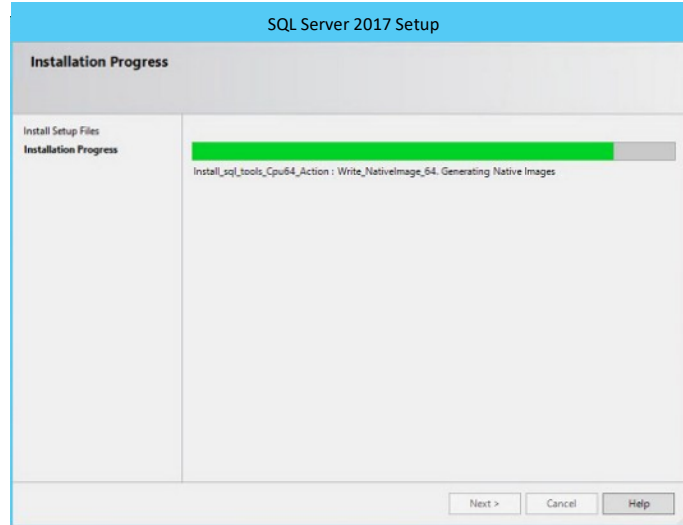 SQL Server 2017 Setup
Installation Progress
Install Setup Files
Installation Progress
Install_sql_tools_Cpu64_Action : Write_NativeImage_64. Generating Native Images
Next >
Cancel
Help